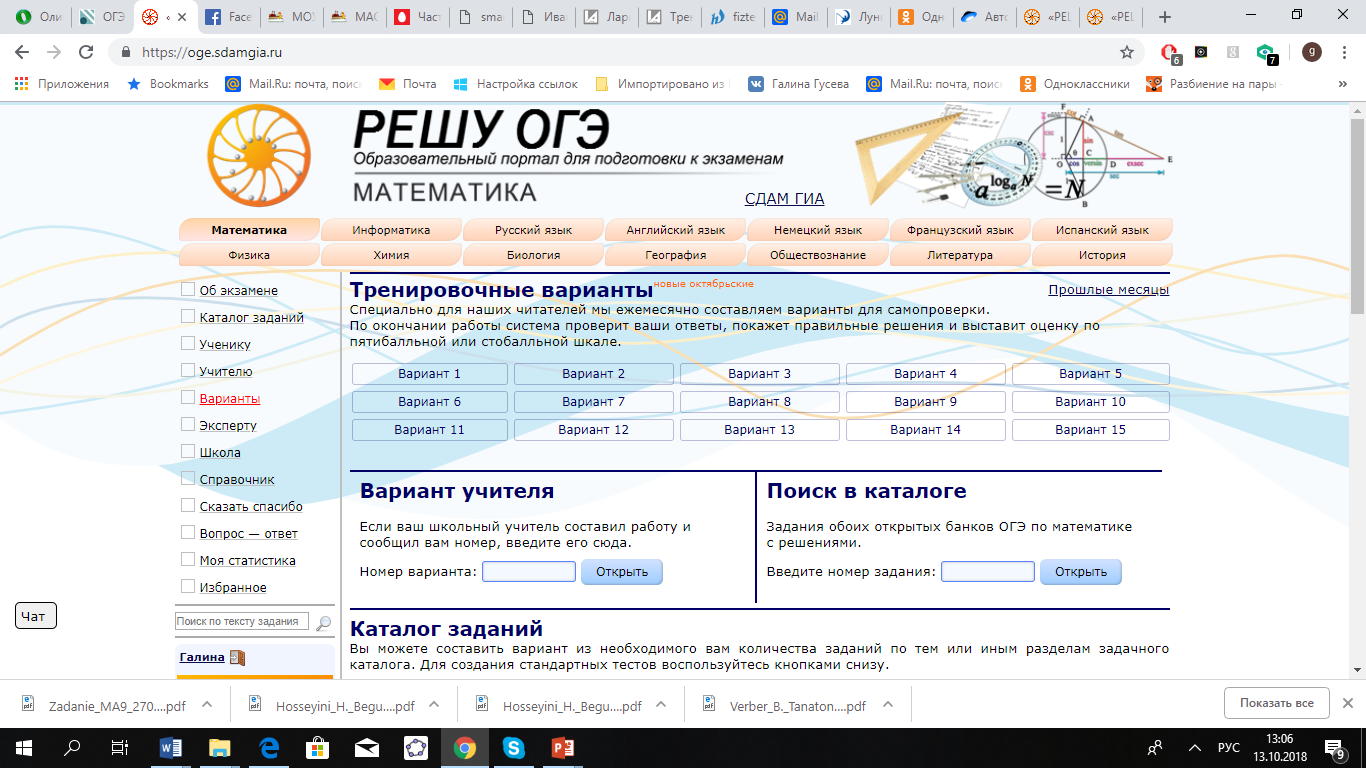 Оли
ОГЭ
«
Face
МОУ
МАО
Част
sma
Ива
Лар
Трен
fizte
Mail
Луни
Одн
Авто
«РЕШ
«РЕШ
https://oge.sdamgia.ru
6
7
g
Приложения
Bookmarks
Mail.Ru: почта, поиск
Почта
Настройка ссылок
Импортировано из
Галина Гусева
Mail.Ru: почта, поиск
Одноклассники
Разбиение на пары -
»
РЕШУ ОГЭ
Образовательный портал для подготовки к экзаменам
МАТЕМАТИКА
СДАМ ГИА
Математика
Информатика
Русский язык
Английский язык
Немецкий язык
Французский язык
Испанский язык
Физика
Химия
Биология
География
Обществознание
Литература
История
Об экзамене
Каталог заданий
Ученику
Учителю
Варианты
Эксперту
Школа
Справочник
Сказать спасибо
Вопрос — ответ
Моя статистика
Избранное
Поиск по тексту задания
Галина
Чат
Тренировочные варианты новые октябрьские
Прошлые месяцы
Специально для наших читателей мы ежемесячно составляем варианты для самопроверки.
По окончании работы система проверит ваши ответы, покажет правильные решения и выставит оценку по
пятибалльной или стобалльной шкале.
Вариант 1
Вариант 2
Вариант 3
Вариант 4
Вариант 5
Вариант 6
Вариант 7
Вариант 8
Вариант 9
Вариант 10
Вариант 11
Вариант 12
Вариант 13
Вариант 14
Вариант 15
Вариант учителя
Если ваш школьный учитель составил работу и
сообщил вам номер, введите его сюда.
Номер варианта:
Открыть
Поиск в каталоге
Задания обоих открытых банков ОГЭ по математике
с решениями.
Введите номер задания:
Открыть
Каталог заданий
Вы можете составить вариант из необходимого вам количества заданий по тем или иным разделам задачного
каталога. Для создания стандартных тестов воспользуйтесь кнопками снизу.
Zadanie_MA9_270....pdf
Hosseyini_H._Begu....pdf
Hosseyini_H._Begu....pdf
Verber_B._Tanaton....pdf
Показать все
РУС
13:06
13.10.2018
9